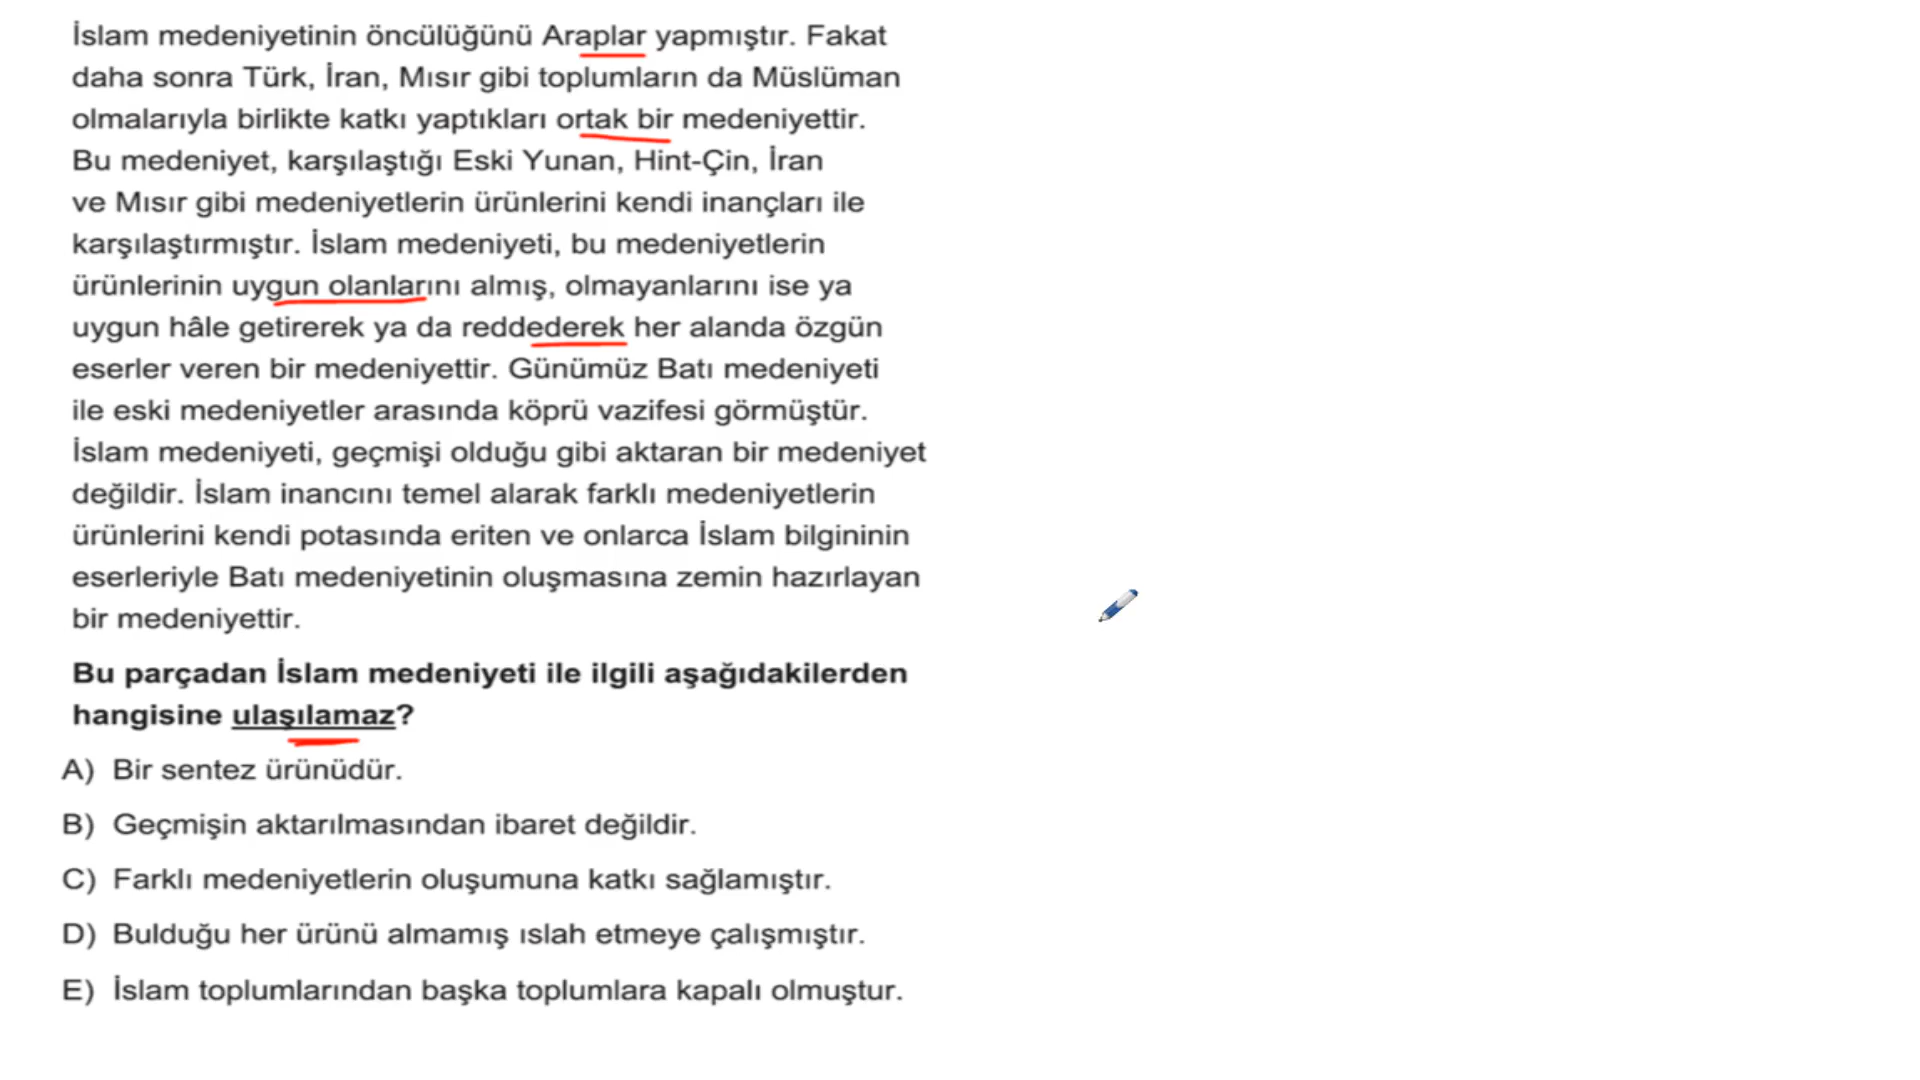 İslam medeniyetinin öncülüğünü Araplar yapmıştır. Fakat
daha sonra Türk, İran, Mısır gibi toplumların da Müslüman
olmalarıyla birlikte katkı yaptıkları ortak bir medeniyettir.
Bu medeniyet, karşılaştığı Eski Yunan, Hint-Çin, İran
ve Mısır gibi medeniyetlerin ürünlerini kendi inançları ile
karşılaştırmıştır. İslam medeniyeti, bu medeniyetlerin
ürünlerinin uygun olanlarını almış, olmayanlarını ise ya
uygun hâle getirerek ya da reddederek her alanda özgün
eserler veren bir medeniyettir. Günümüz Batı medeniyeti
ile eski medeniyetler arasında köprü vazifesi görmüştür.
İslam medeniyeti, geçmişi olduğu gibi aktaran bir medeniyet
değildir. İslam inancını temel alarak farklı medeniyetlerin
ürünlerini kendi potasında eriten ve onlarca İslam bilgininin
eserleriyle Batı medeniyetinin oluşmasına zemin hazırlayan
bir medeniyettir.
Bu parçadan İslam medeniyeti ile ilgili aşağıdakilerden
hangisine ulaşılamaz?
A) Bir sentez ürünüdür.
B) Geçmişin aktarılmasından ibaret değildir.
C) Farklı medeniyetlerin oluşumuna katkı sağlamıştır.
D) Bulduğu her ürünü almamış ıslah etmeye çalışmıştır.
E) İslam toplumlarından başka toplumlara kapalı olmuştur.